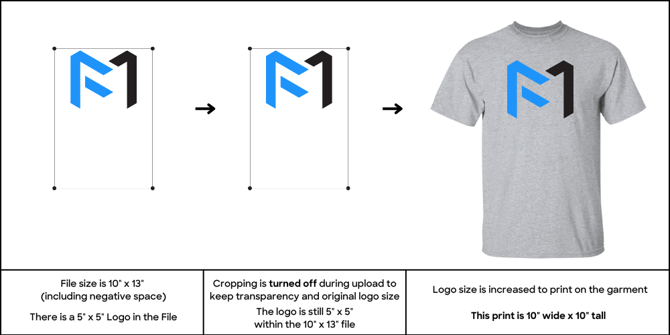 File size is 10" x 13"
(including negative space)
There is a 5" x 5" Logo in the File
Cropping is turned off during upload to
keep transparency and original logo size
The logo is still 5" x 5"
within the 10" x 13" file
Logo size is increased to print on the garment
This print is 10" wide x 10" tall